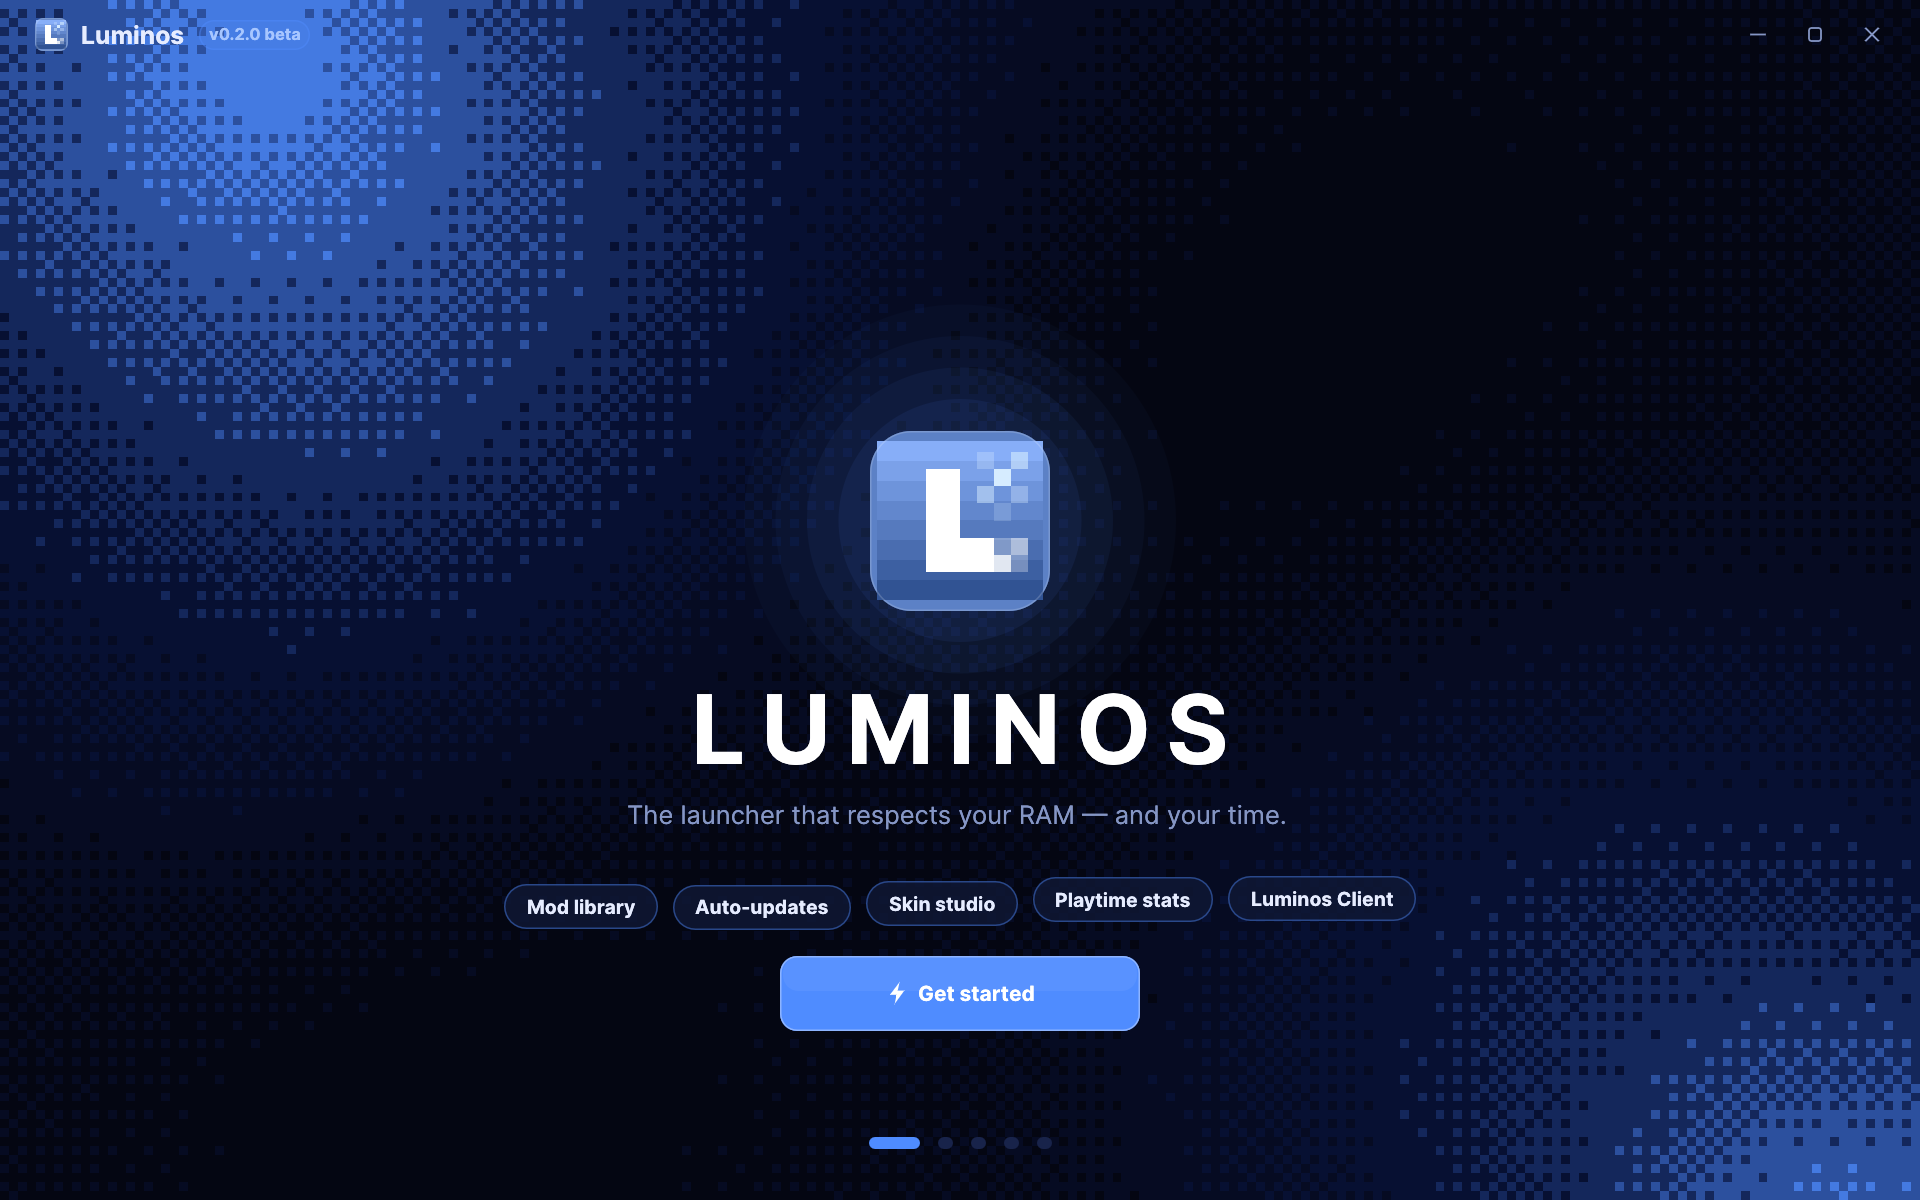 Luminos v0.2.0 beta
LUMINOS
The launcher that respects your RAM — and your time.
Mod library Auto-updates Skin studio Playtime stats Luminos Client
Get started